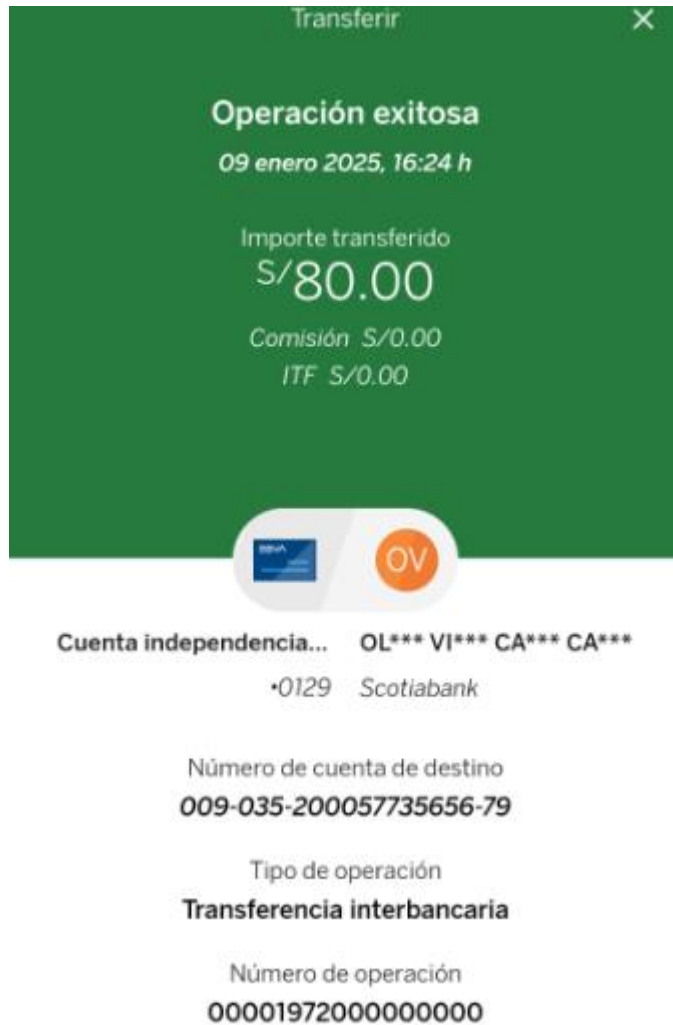 Transferir
Operación exitosa
09 enero 2025, 16:24 h
Importe transferido
S/80.00
Comisión S/0.00
ITF S/0.00
BBVA
OV
Cuenta independencia... OL*** VI*** CA*** CA***
•0129 Scotiabank
Número de cuenta de destino
009-035-200057735656-79
Tipo de operación
Transferencia interbancaria
Número de operación
00001972000000000